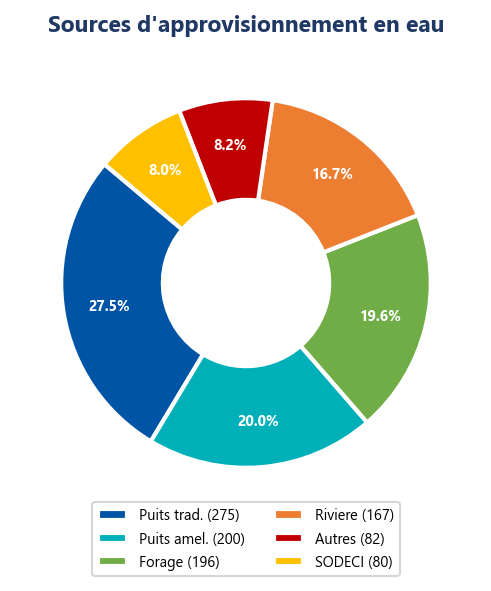 Sources d'approvisionnement en eau
8.2%
16.7%
8.0%
27.5%
19.6%
20.0%
Puits trad. (275)
Puits amel. (200)
Forage (196)
Riviere (167)
Autres (82)
SODECI (80)